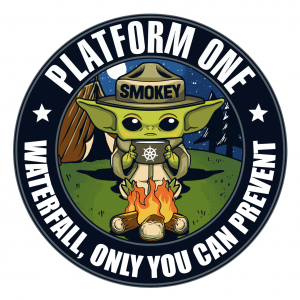 PLATFORM ONE
SMOKEY
WATERFALL, ONLY YOU CAN PREVENT